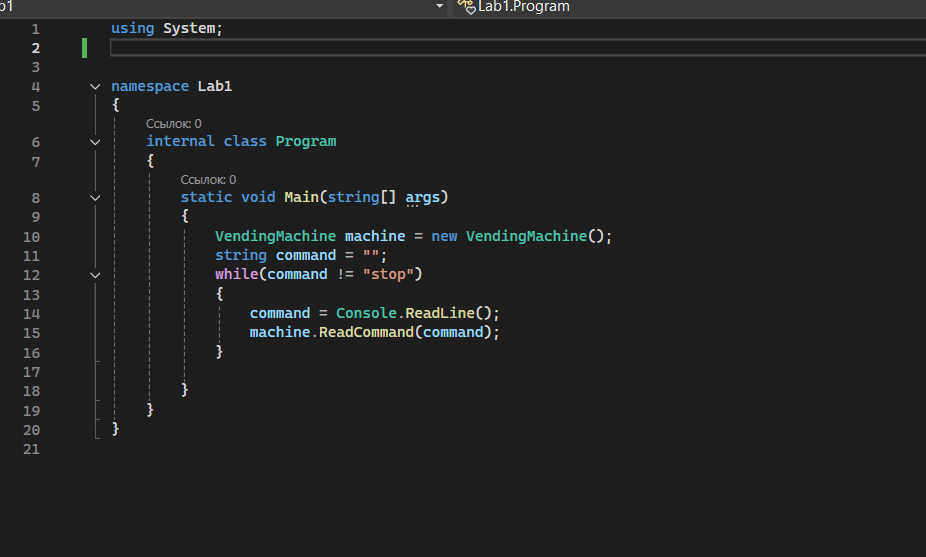 b1 Lab1.Program
1 using System;
2
3
4 namespace Lab1
5 {
Ссылок: 0
6 internal class Program
7 {
Ссылок: 0
8 static void Main(string[] args)
9 {
10 VendingMachine machine = new VendingMachine();
11 string command = "";
12 while(command != "stop")
13 {
14 command = Console.ReadLine();
15 machine.ReadCommand(command);
16 }
17
18 }
19 }
20 }
21